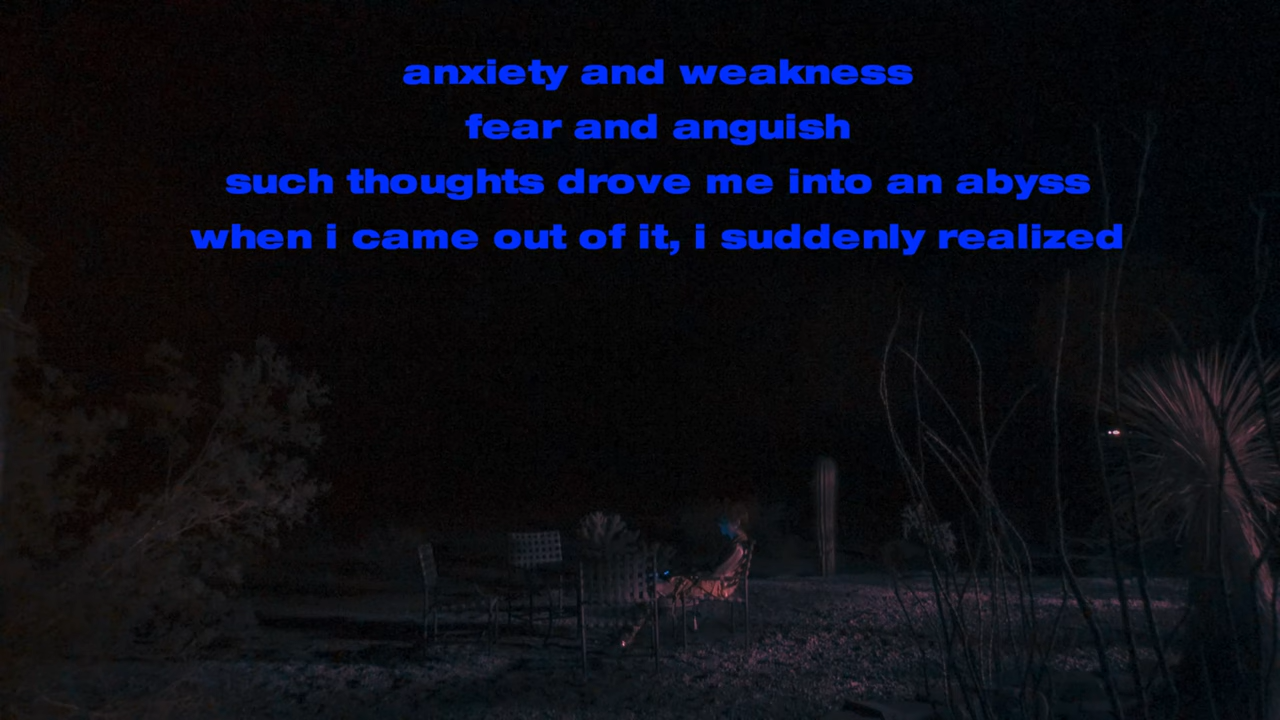 anxiety and weakness
fear and anguish
such thoughts drove me into an abyss
when i came out of it, i suddenly realized